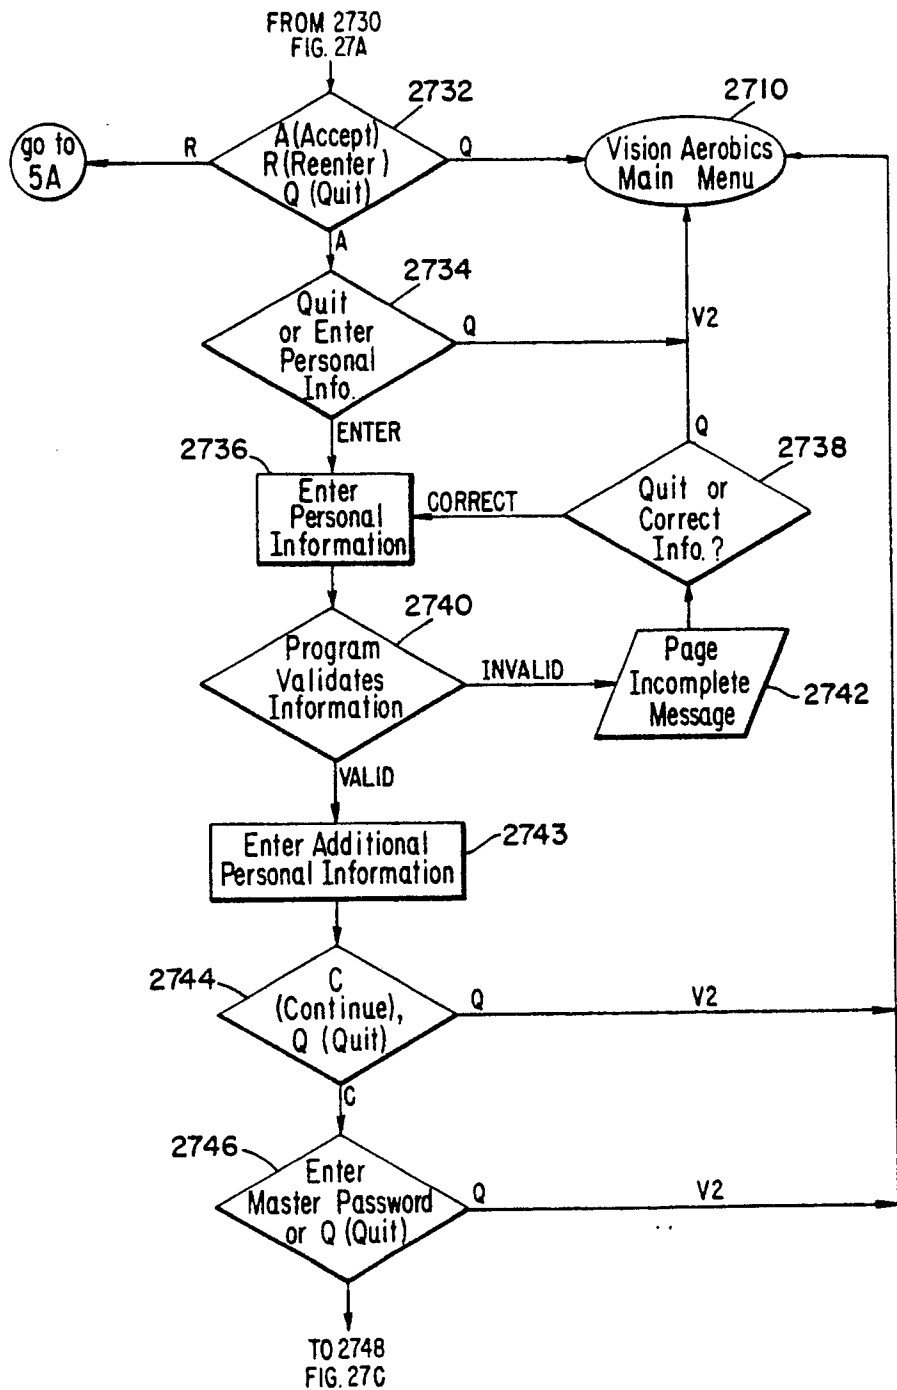 FROM 2730
FIG. 27A
2732
2710
go to
5A
R
A (Accept)
R (Reenter)
Q (Quit)
Q
Vision Aerobics
Main Menu
A
2734
Quit
or Enter
Personal
Info.
Q
V2
ENTER
Q
2736
2738
Enter
Personal
Information
CORRECT
Quit or
Correct
Info.?
2740
Program
Validates
Information
INVALID
Page
Incomplete
Message
2742
VALID
Enter Additional
Personal Information
2743
2744
C
(Continue),
Q (Quit)
Q
V2
C
2746
Enter
Master Password
or Q (Quit)
Q
V2
TO 2748
FIG. 27C